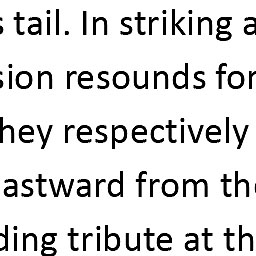 s tail. In striking a
sion resounds for
hey respectively
astward from the
ding tribute at th